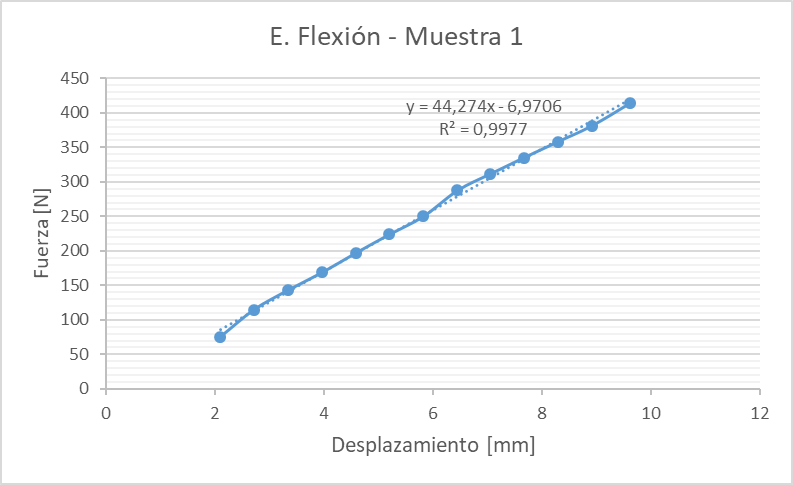 E. Flexión - Muestra 1
y = 44,274x - 6,9706
R² = 0,9977
Fuerza [N]
450
400
350
300
250
200
150
100
50
0
0 2 4 6 8 10 12
Desplazamiento [mm]